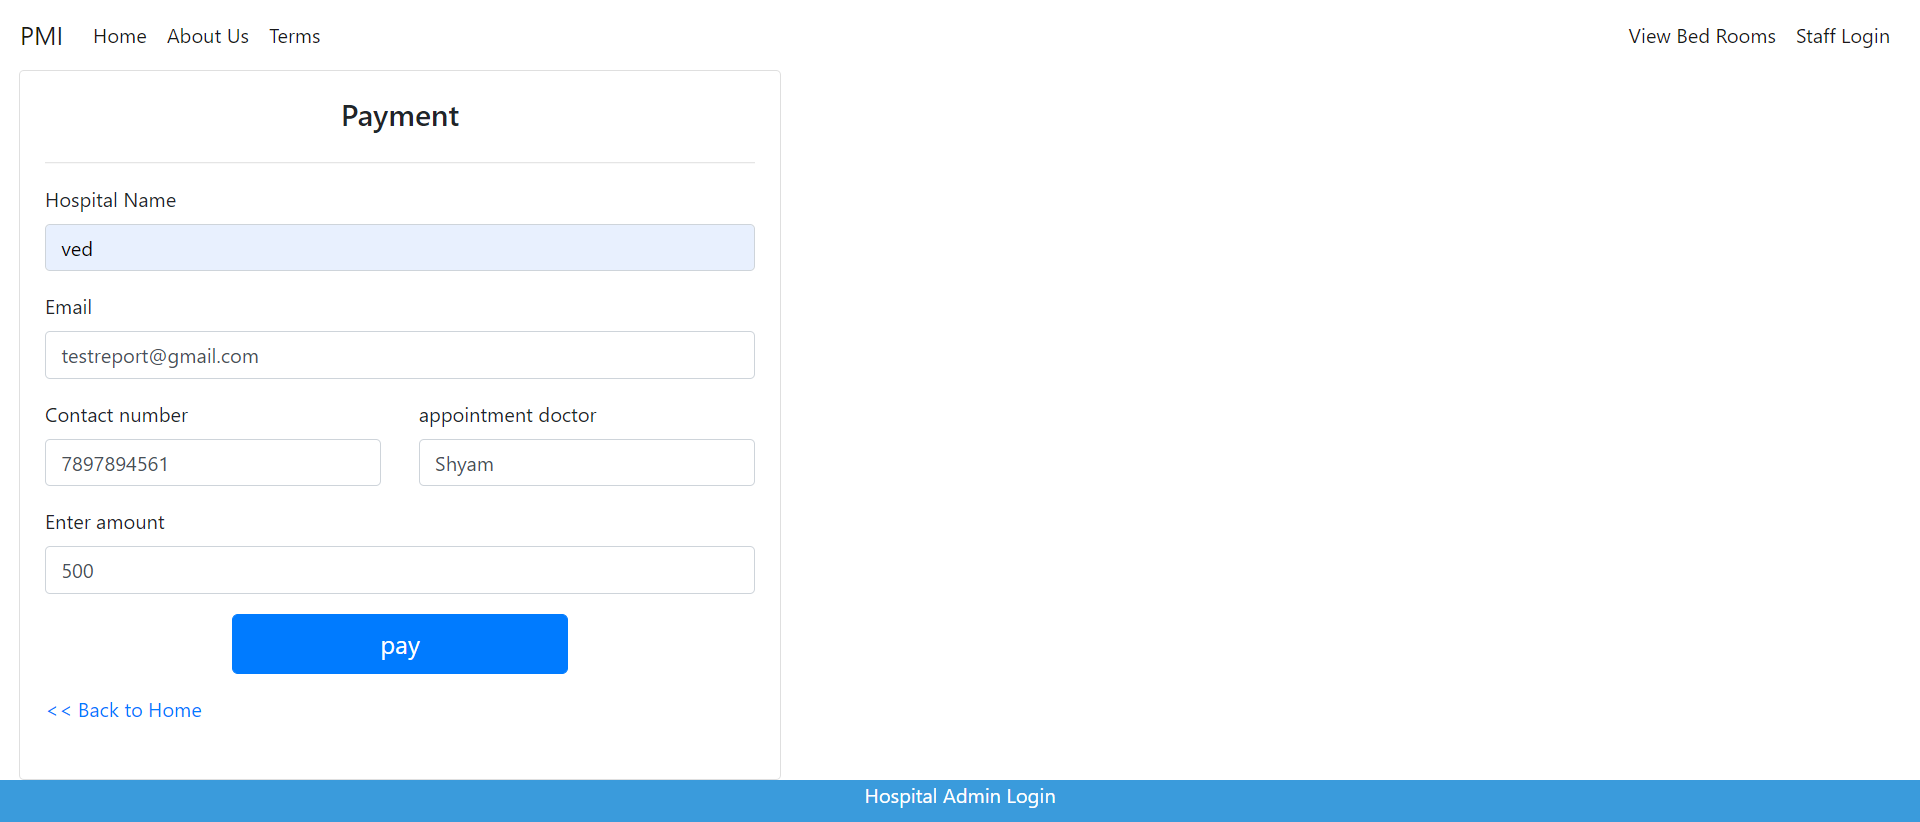 PMI Home About Us Terms View Bed Rooms Staff Login
Payment
Hospital Name
ved
Email
testreport@gmail.com
Contact number appointment doctor
7897894561 Shyam
Enter amount
500
pay
<< Back to Home
Hospital Admin Login